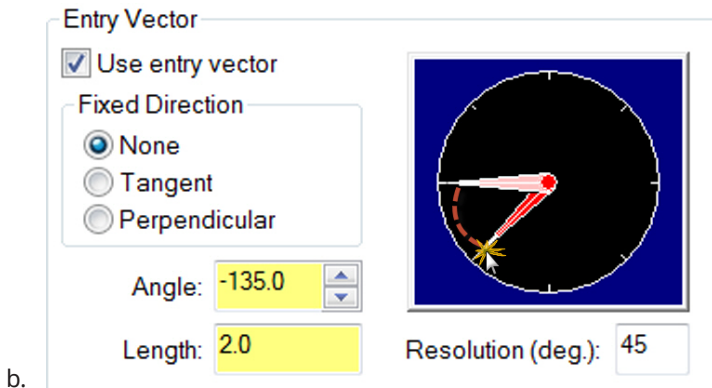 Entry Vector
Use entry vector
Fixed Direction
None
Tangent
Perpendicular
Angle: -135.0
Length: 2.0
Resolution (deg.): 45
b.